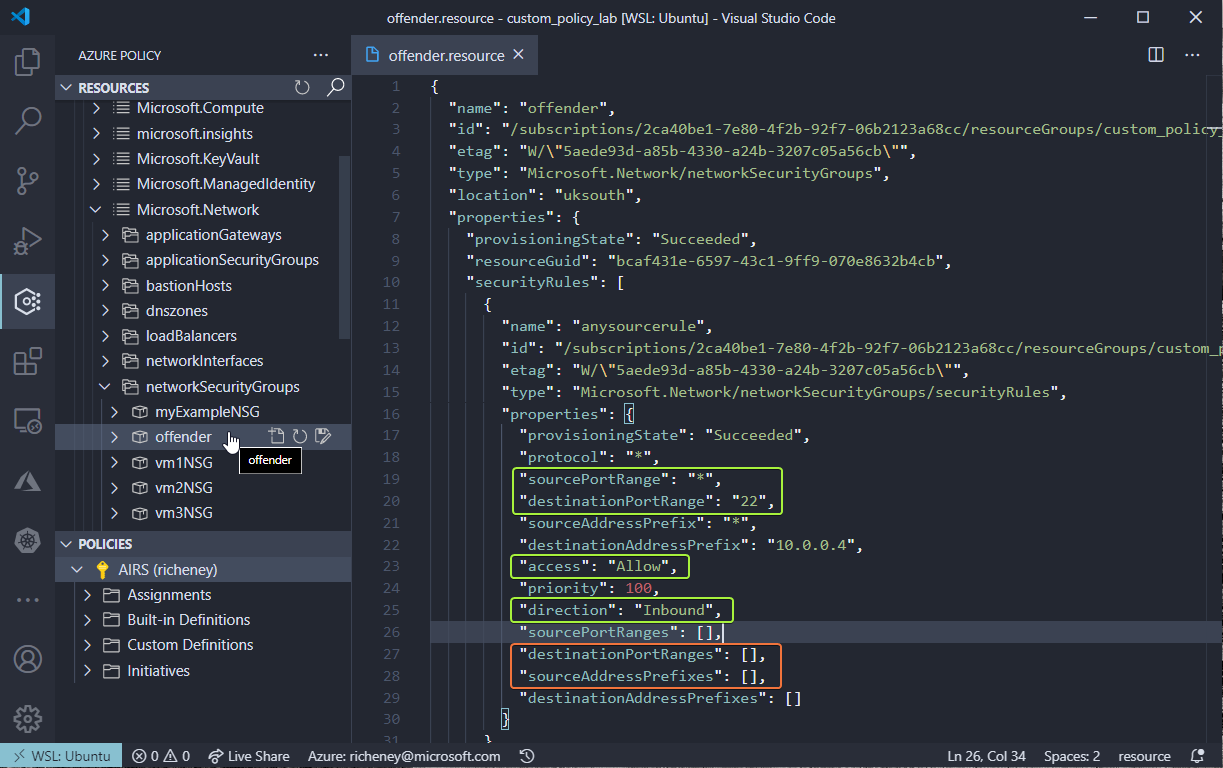 offender.resource - custom_policy_lab [WSL: Ubuntu] - Visual Studio Code
AZURE POLICY
RESOURCES
Microsoft.Compute
microsoft.insights
Microsoft.KeyVault
Microsoft.ManagedIdentity
Microsoft.Network
applicationGateways
applicationSecurityGroups
bastionHosts
dnszones
loadBalancers
networkInterfaces
networkSecurityGroups
myExampleNSG
offender
offender
vm1NSG
vm2NSG
vm3NSG
POLICIES
AIRS (richeney)
Assignments
Built-in Definitions
Custom Definitions
Initiatives
offender.resource
1 {
2 "name": "offender",
3 "id": "/subscriptions/2ca40be1-7e80-4f2b-92f7-06b2123a68cc/resourceGroups/custom_policy_
4 "etag": "W/\"5aede93d-a85b-4330-a24b-3207c05a56cb\"",
5 "type": "Microsoft.Network/networkSecurityGroups",
6 "location": "uksouth",
7 "properties": {
8 "provisioningState": "Succeeded",
9 "resourceGuid": "bcaf431e-6597-43c1-9ff9-070e8632b4cb",
10 "securityRules": [
11 {
12 "name": "anysourcerule",
13 "id": "/subscriptions/2ca40be1-7e80-4f2b-92f7-06b2123a68cc/resourceGroups/custom_p
14 "etag": "W/\"5aede93d-a85b-4330-a24b-3207c05a56cb\"",
15 "type": "Microsoft.Network/networkSecurityGroups/securityRules",
16 "properties": {
17 "provisioningState": "Succeeded",
18 "protocol": "*",
19 "sourcePortRange": "*",
20 "destinationPortRange": "22",
21 "sourceAddressPrefix": "*",
22 "destinationAddressPrefix": "10.0.0.4",
23 "access": "Allow",
24 "priority": 100,
25 "direction": "Inbound",
26 "sourcePortRanges": [],
27 "destinationPortRanges": [],
28 "sourceAddressPrefixes": [],
29 "destinationAddressPrefixes": []
30 }
31 }
WSL: Ubuntu 0 0 Live Share Azure: richeney@microsoft.com Ln 26, Col 34 Spaces: 2 resource